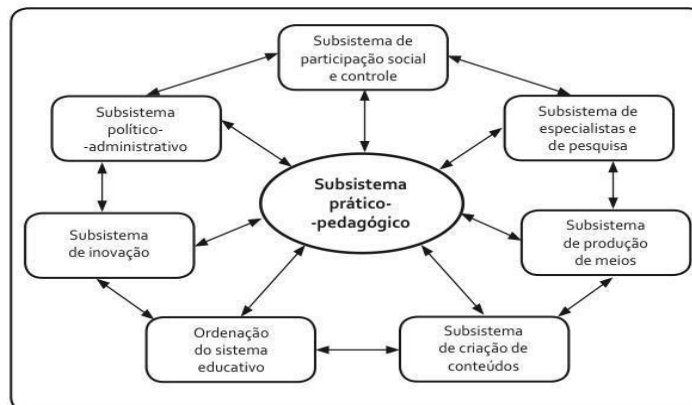 Subsistema de
participação social
e controle
Subsistema
político-
-administrativo
Subsistema de
especialistas e
de pesquisa
Subsistema
prático-
-pedagógico
Subsistema
de inovação
Subsistema
de produção
de meios
Ordenação
do sistema
educativo
Subsistema
de criação de
conteúdos